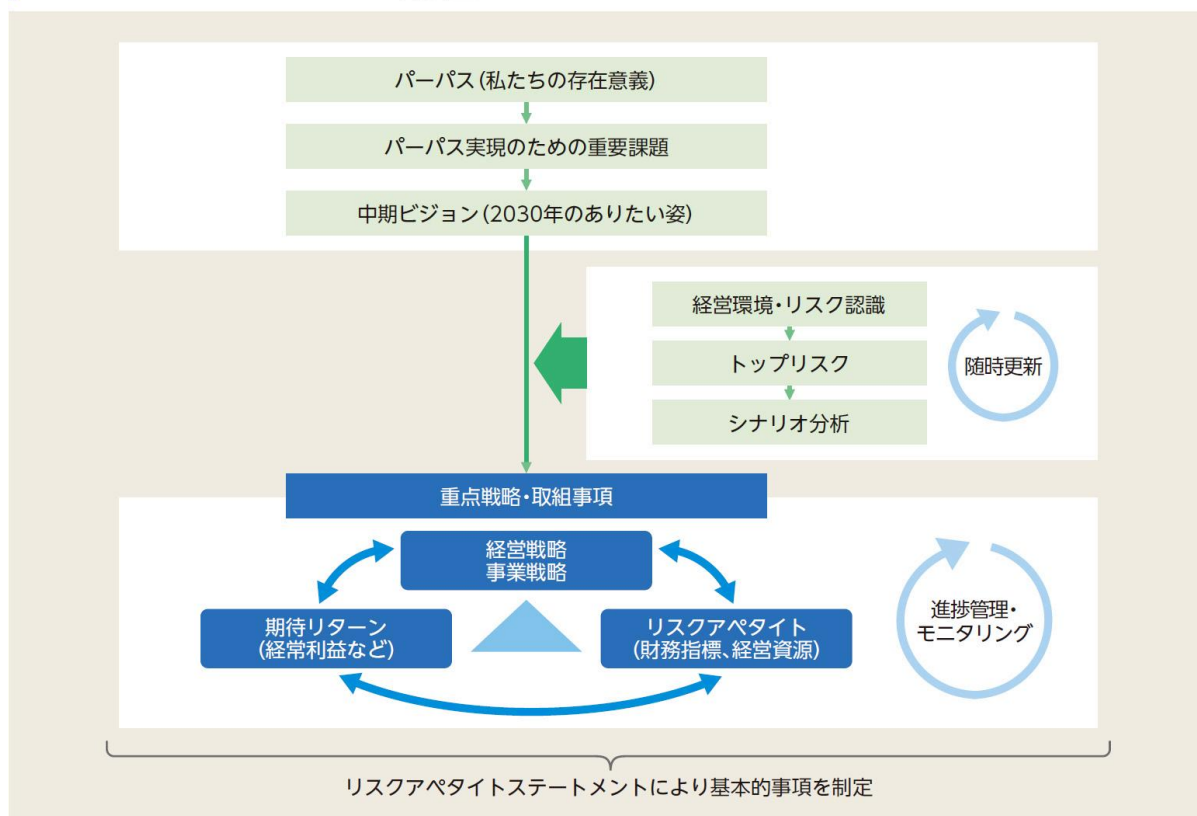 パーパス(私たちの存在意義)
パーパス実現のための重要課題
中期ビジョン(2030年のありたい姿)
経営環境・リスク認識
トップリスク
シナリオ分析
随時更新
重点戦略・取組事項
経営戦略
事業戦略
期待リターン
(経常利益など)
リスクアペタイト
(財務指標、経営資源)
進捗管理・
モニタリング
リスクアペタイトステートメントにより基本的事項を制定